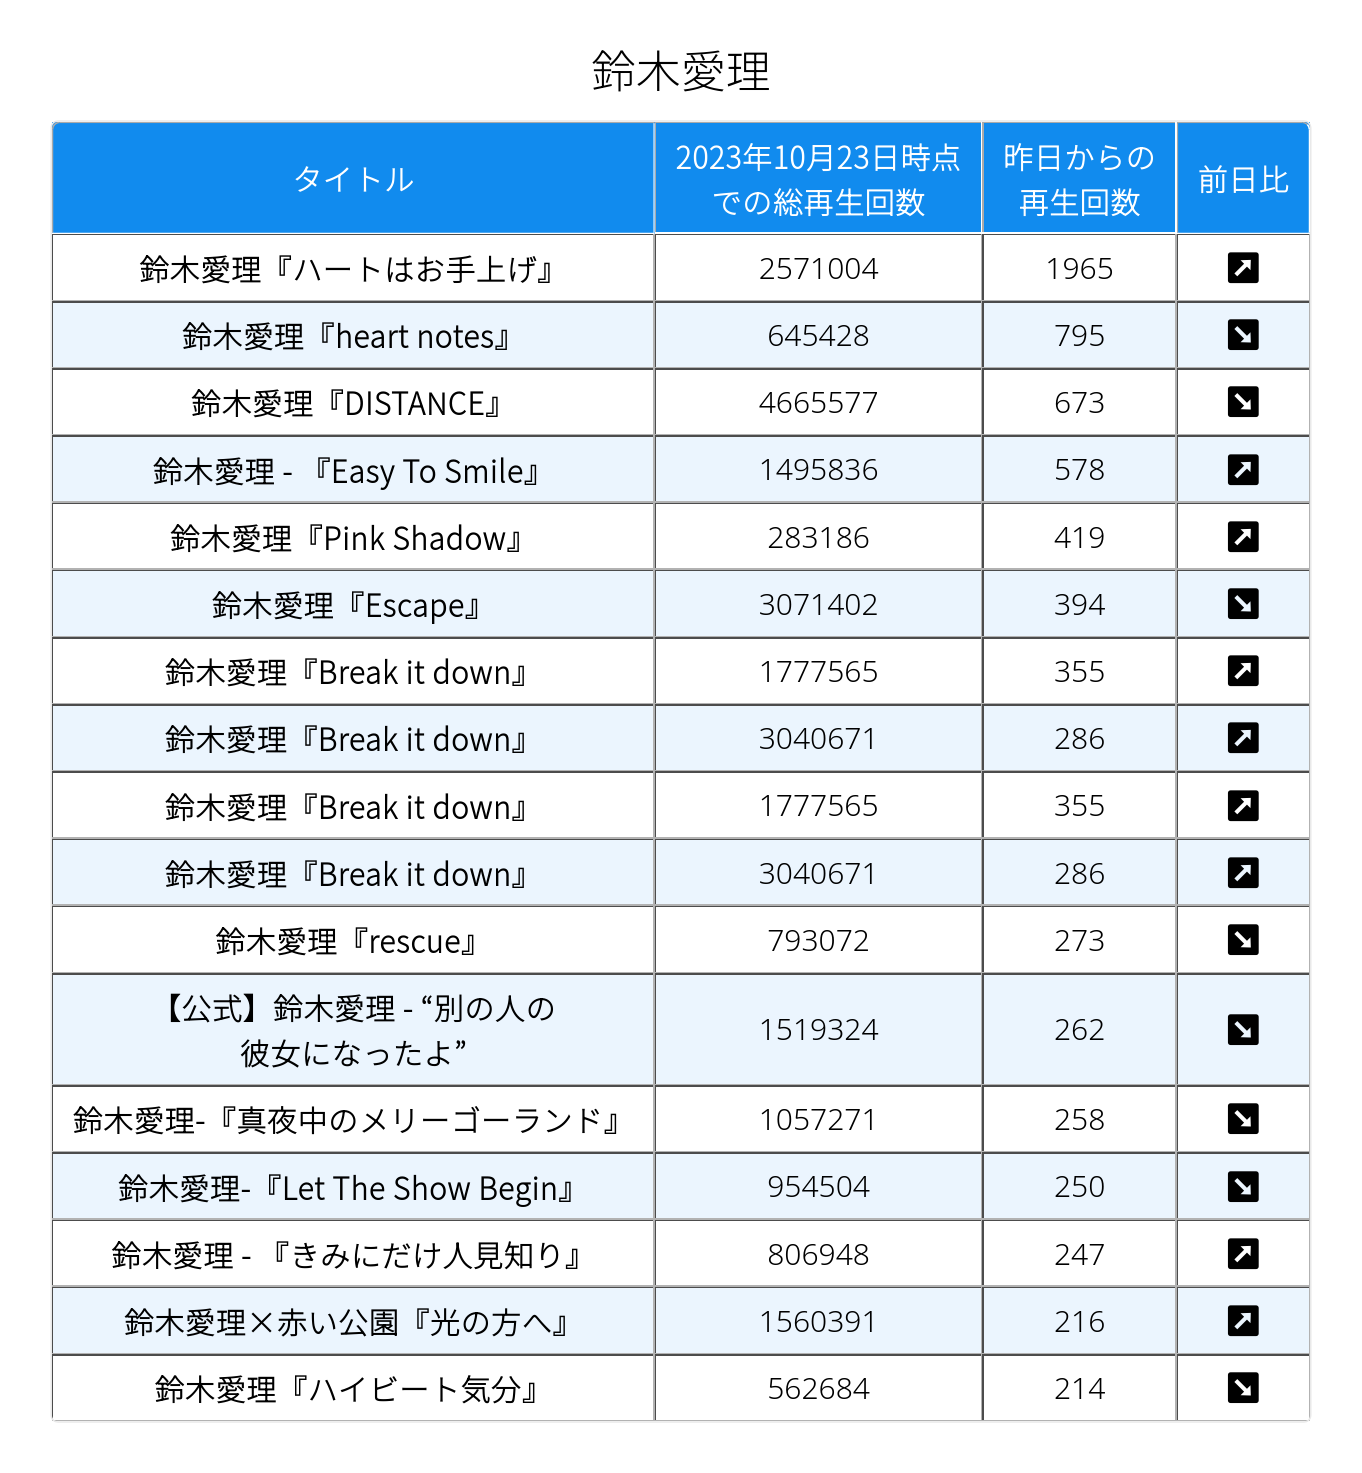 鈴木愛理
タイトル
2023年10月23日時点
での総再生回数
昨日からの
再生回数
前日比
鈴木愛理『ハートはお手上げ』 2571004 1965 ↗
鈴木愛理『heart notes』 645428 795 ↘
鈴木愛理『DISTANCE』 4665577 673 ↘
鈴木愛理 - 『Easy To Smile』 1495836 578 ↗
鈴木愛理『Pink Shadow』 283186 419 ↗
鈴木愛理『Escape』 3071402 394 ↘
鈴木愛理『Break it down』 1777565 355 ↗
鈴木愛理『Break it down』 3040671 286 ↗
鈴木愛理『Break it down』 1777565 355 ↗
鈴木愛理『Break it down』 3040671 286 ↗
鈴木愛理『rescue』 793072 273 ↘
【公式】鈴木愛理 - “別の人の
彼女になったよ” 1519324 262 ↘
鈴木愛理-『真夜中のメリーゴーランド』 1057271 258 ↘
鈴木愛理-『Let The Show Begin』 954504 250 ↘
鈴木愛理 - 『きみにだけ人見知り』 806948 247 ↗
鈴木愛理×赤い公園『光の方へ』 1560391 216 ↗
鈴木愛理『ハイビート気分』 562684 214 ↘